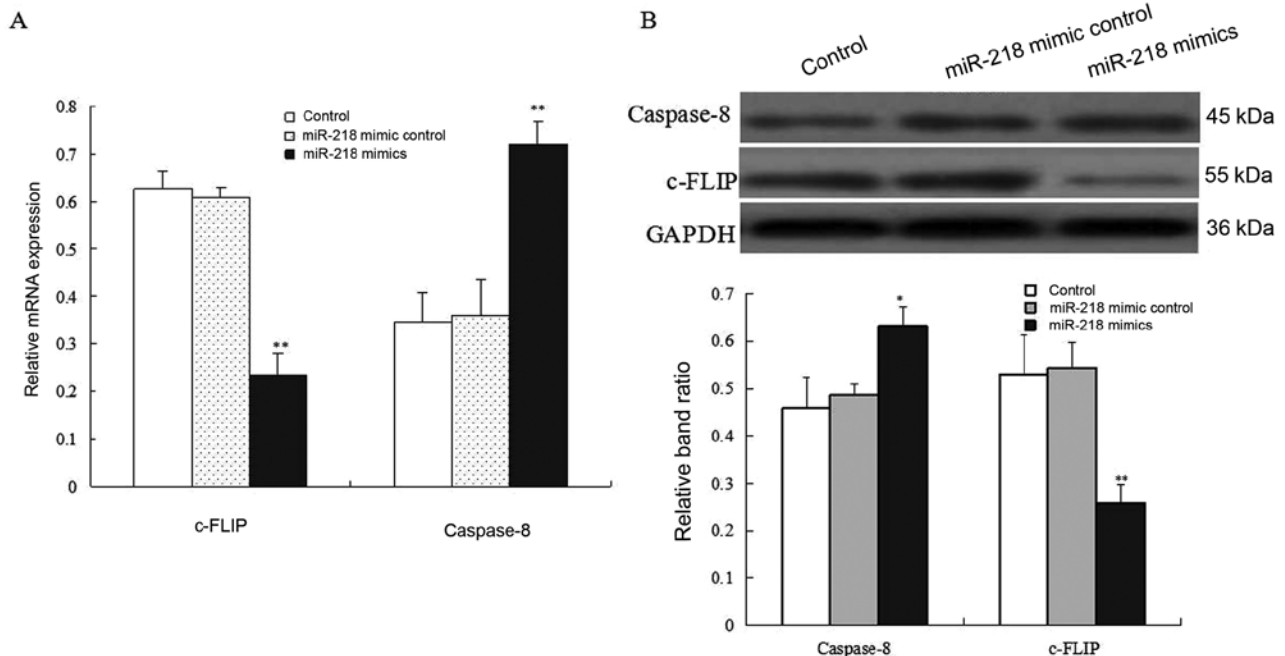 A
0.8
0.7
0.6
0.5
0.4
0.3
0.2
0.1
0
Relative mRNA expression
Control
miR-218 mimic control
miR-218 mimics
**
**
c-FLIP
Caspase-8
B
Control
miR-218 mimic control
miR-218 mimics
Caspase-8
45 kDa
c-FLIP
55 kDa
GAPDH
36 kDa
0.7
0.6
0.5
0.4
0.3
0.2
0.1
0
Relative band ratio
Control
miR-218 mimic control
miR-218 mimics
*
**
Caspase-8
c-FLIP